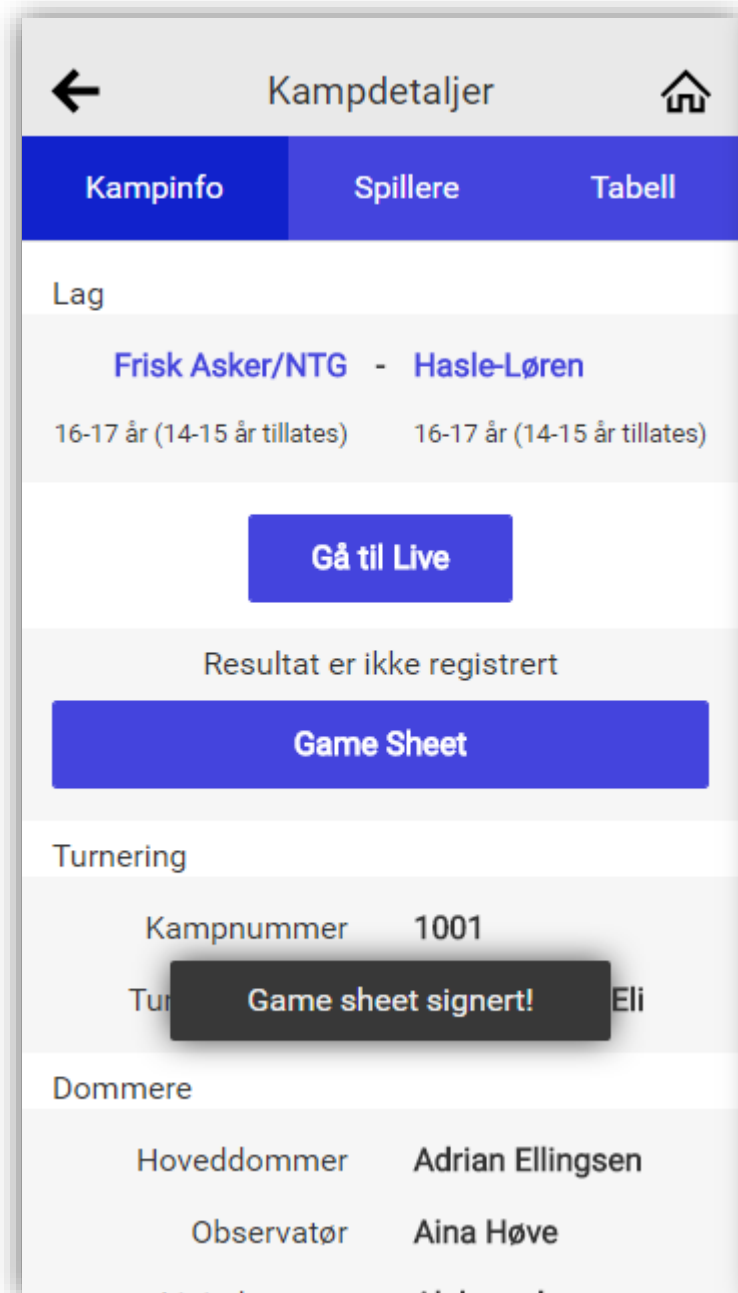 Kampdetaljer
Kampinfo Spillere Tabell
Lag
Frisk Asker/NTG - Hasle-Løren
16-17 år (14-15 år tillates) 16-17 år (14-15 år tillates)
Gå til Live
Resultat er ikke registrert
Game Sheet
Turnering
Kampnummer 1001
Game sheet signert!
Eli
Dommere
Hoveddommer Adrian Ellingsen
Observatør Aina Høve